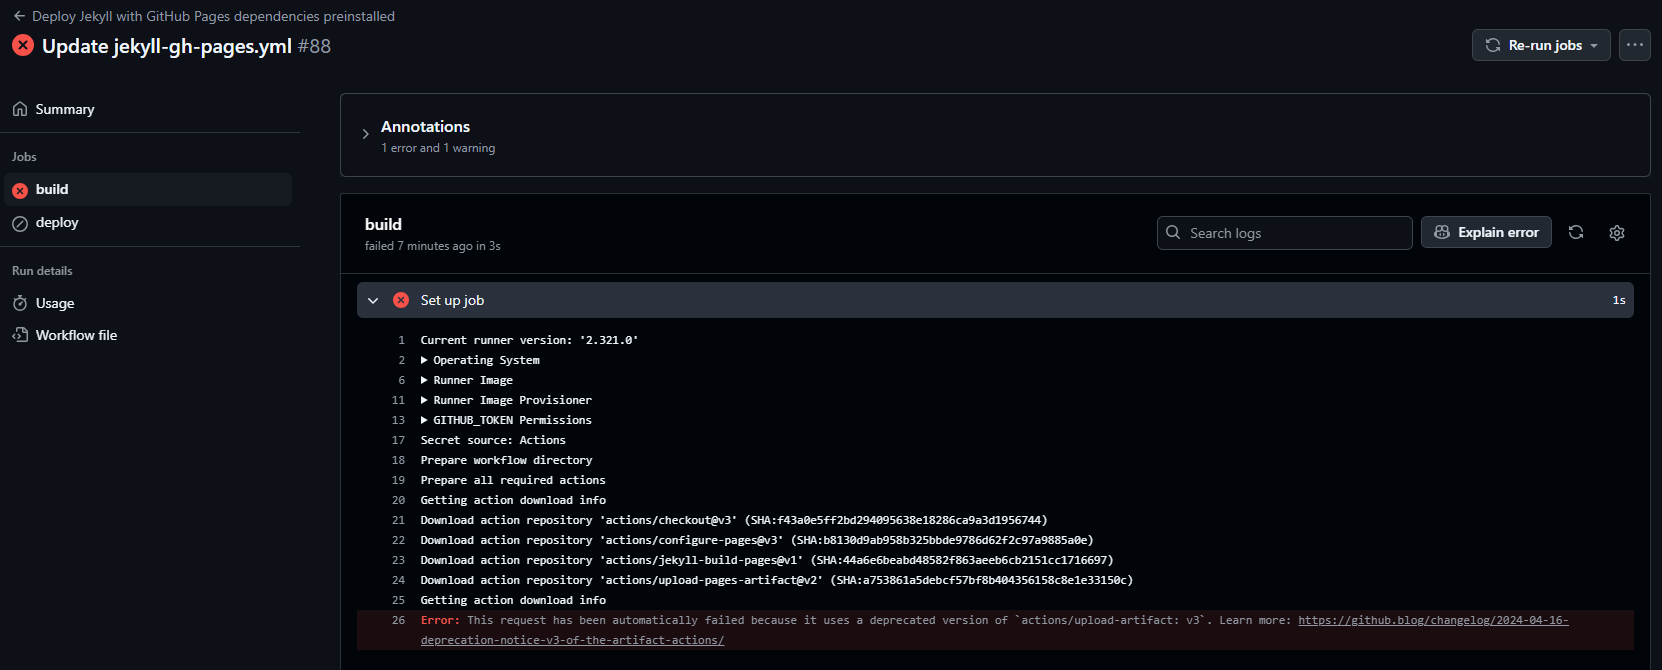 Deploy Jekyll with GitHub Pages dependencies preinstalled
Update jekyll-gh-pages.yml #88
Re-run jobs
Summary
Jobs
build
deploy
Run details
Usage
Workflow file
Annotations
1 error and 1 warning
build
failed 7 minutes ago in 3s
Search logs
Explain error
Set up job
1s
1 Current runner version: '2.321.0'
2 Operating System
6 Runner Image
11 Runner Image Provisioner
13 GITHUB_TOKEN Permissions
17 Secret source: Actions
18 Prepare workflow directory
19 Prepare all required actions
20 Getting action download info
21 Download action repository 'actions/checkout@v3' (SHA:f43a0e5ff2bd294095638e18286ca9a3d1956744)
22 Download action repository 'actions/configure-pages@v3' (SHA:b8130d9ab958b325bbde9786d62f2c97a9885a0e)
23 Download action repository 'actions/jekyll-build-pages@v1' (SHA:44a6e6beabd48582f863aeeb6cb2151cc1716697)
24 Download action repository 'actions/upload-pages-artifact@v2' (SHA:a753861a5debcf57bf8b404356158c8e1e33150c)
25 Getting action download info
26 Error: This request has been automatically failed because it uses a deprecated version of `actions/upload-artifact: v3`. Learn more: https://github.blog/changelog/2024-04-16-
deprecation-notice-v3-of-the-artifact-actions/